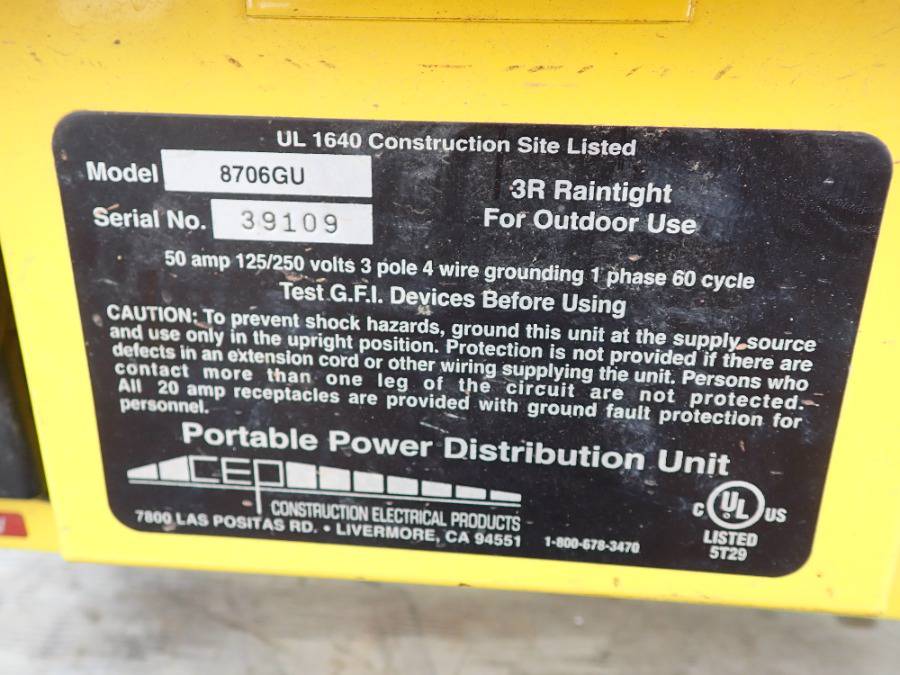 UL 1640 Construction Site Listed
Model 8706GU
3R Raintight
Serial No. 39109
For Outdoor Use
50 amp 125/250 volts 3 pole 4 wire grounding 1 phase 60 cycle
Test G.F.I. Devices Before Using
CAUTION: To prevent shock hazards, ground this unit at the supply source
and use only in the upright position. Protection is not provided if there are
defects in an extension cord or other wiring supplying the unit. Persons who
contact more than one leg of the circuit are not protected.
All 20 amp receptacles are provided with ground fault protection for
personnel.
Portable Power Distribution Unit
CEP
CONSTRUCTION ELECTRICAL PRODUCTS
7800 LAS POSITAS RD. • LIVERMORE, CA 94551 1-800-678-3470
C UL US
LISTED
5T29